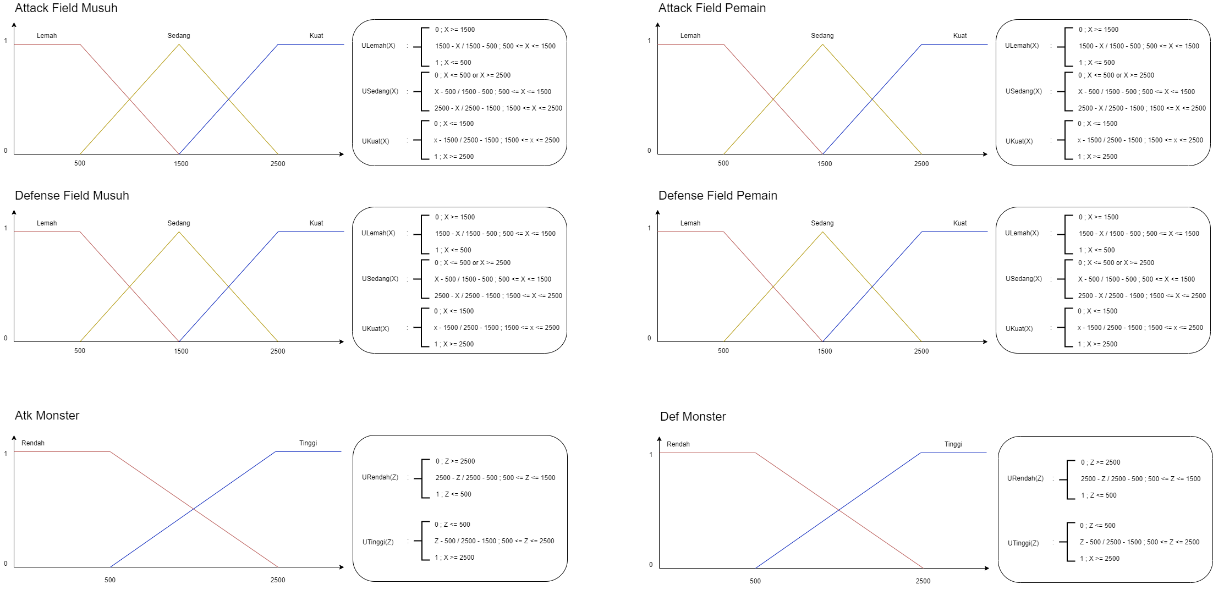 Attack Field Musuh
1
0
Lemah
Sedang
Kuat
500
1500
2500
ULemah(X) :
0 ; X >= 1500
1500 - X / 1500 - 500 ; 500 <= X <= 1500
1 ; X <= 500
USedang(X) :
0 ; X <= 500 or X >= 2500
X - 500 / 1500 - 500 ; 500 <= X <= 1500
2500 - X / 2500 - 1500 ; 1500 <= X <= 2500
UKuat(X) :
0 ; X <= 1500
x - 1500 / 2500 - 1500 ; 1500 <= x <= 2500
1 ; X >= 2500
Attack Field Pemain
1
0
Lemah
Sedang
Kuat
500
1500
2500
ULemah(X) :
0 ; X >= 1500
1500 - X / 1500 - 500 ; 500 <= X <= 1500
1 ; X <= 500
USedang(X) :
0 ; X <= 500 or X >= 2500
X - 500 / 1500 - 500 ; 500 <= X <= 1500
2500 - X / 2500 - 1500 ; 1500 <= X <= 2500
UKuat(X) :
0 ; X <= 1500
x - 1500 / 2500 - 1500 ; 1500 <= x <= 2500
1 ; X >= 2500
Defense Field Musuh
1
0
Lemah
Sedang
Kuat
500
1500
2500
ULemah(X) :
0 ; X >= 1500
1500 - X / 1500 - 500 ; 500 <= X <= 1500
1 ; X <= 500
USedang(X) :
0 ; X <= 500 or X >= 2500
X - 500 / 1500 - 500 ; 500 <= X <= 1500
2500 - X / 2500 - 1500 ; 1500 <= X <= 2500
UKuat(X) :
0 ; X <= 1500
x - 1500 / 2500 - 1500 ; 1500 <= x <= 2500
1 ; X >= 2500
Defense Field Pemain
1
0
Lemah
Sedang
Kuat
500
1500
2500
ULemah(X) :
0 ; X >= 1500
1500 - X / 1500 - 500 ; 500 <= X <= 1500
1 ; X <= 500
USedang(X) :
0 ; X <= 500 or X >= 2500
X - 500 / 1500 - 500 ; 500 <= X <= 1500
2500 - X / 2500 - 1500 ; 1500 <= X <= 2500
UKuat(X) :
0 ; X <= 1500
x - 1500 / 2500 - 1500 ; 1500 <= x <= 2500
1 ; X >= 2500
Atk Monster
1
0
Rendah
Tinggi
500
2500
URendah(Z) :
0 ; Z >= 2500
2500 - Z / 2500 - 500 ; 500 <= Z <= 1500
1 ; Z <= 500
UTinggi(Z) :
0 ; Z <= 500
Z - 500 / 2500 - 1500 ; 500 <= Z <= 2500
1 ; X >= 2500
Def Monster
1
0
Rendah
Tinggi
500
2500
URendah(Z) :
0 ; Z >= 2500
2500 - Z / 2500 - 500 ; 500 <= Z <= 1500
1 ; Z <= 500
UTinggi(Z) :
0 ; Z <= 500
Z - 500 / 2500 - 1500 ; 500 <= Z <= 2500
1 ; X >= 2500